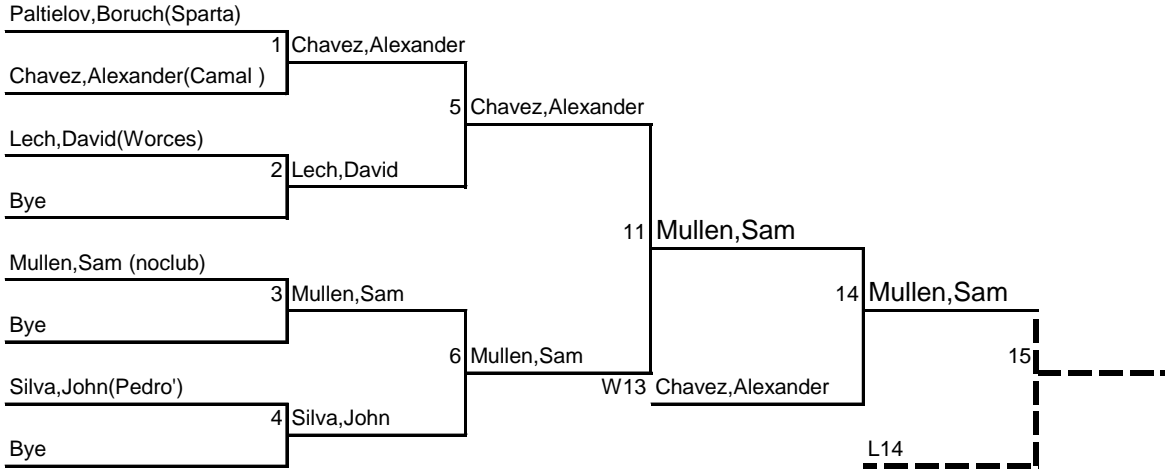 Paltielov,Boruch(Sparta)
1 Chavez,Alexander
Chavez,Alexander(Camal )
5 Chavez,Alexander
Lech,David(Worces)
2 Lech,David
Bye
11 Mullen,Sam
Mullen,Sam (noclub)
3 Mullen,Sam
14 Mullen,Sam
Bye
6 Mullen,Sam
15
Silva,John(Pedro')
W13 Chavez,Alexander
4 Silva,John
Bye
L14